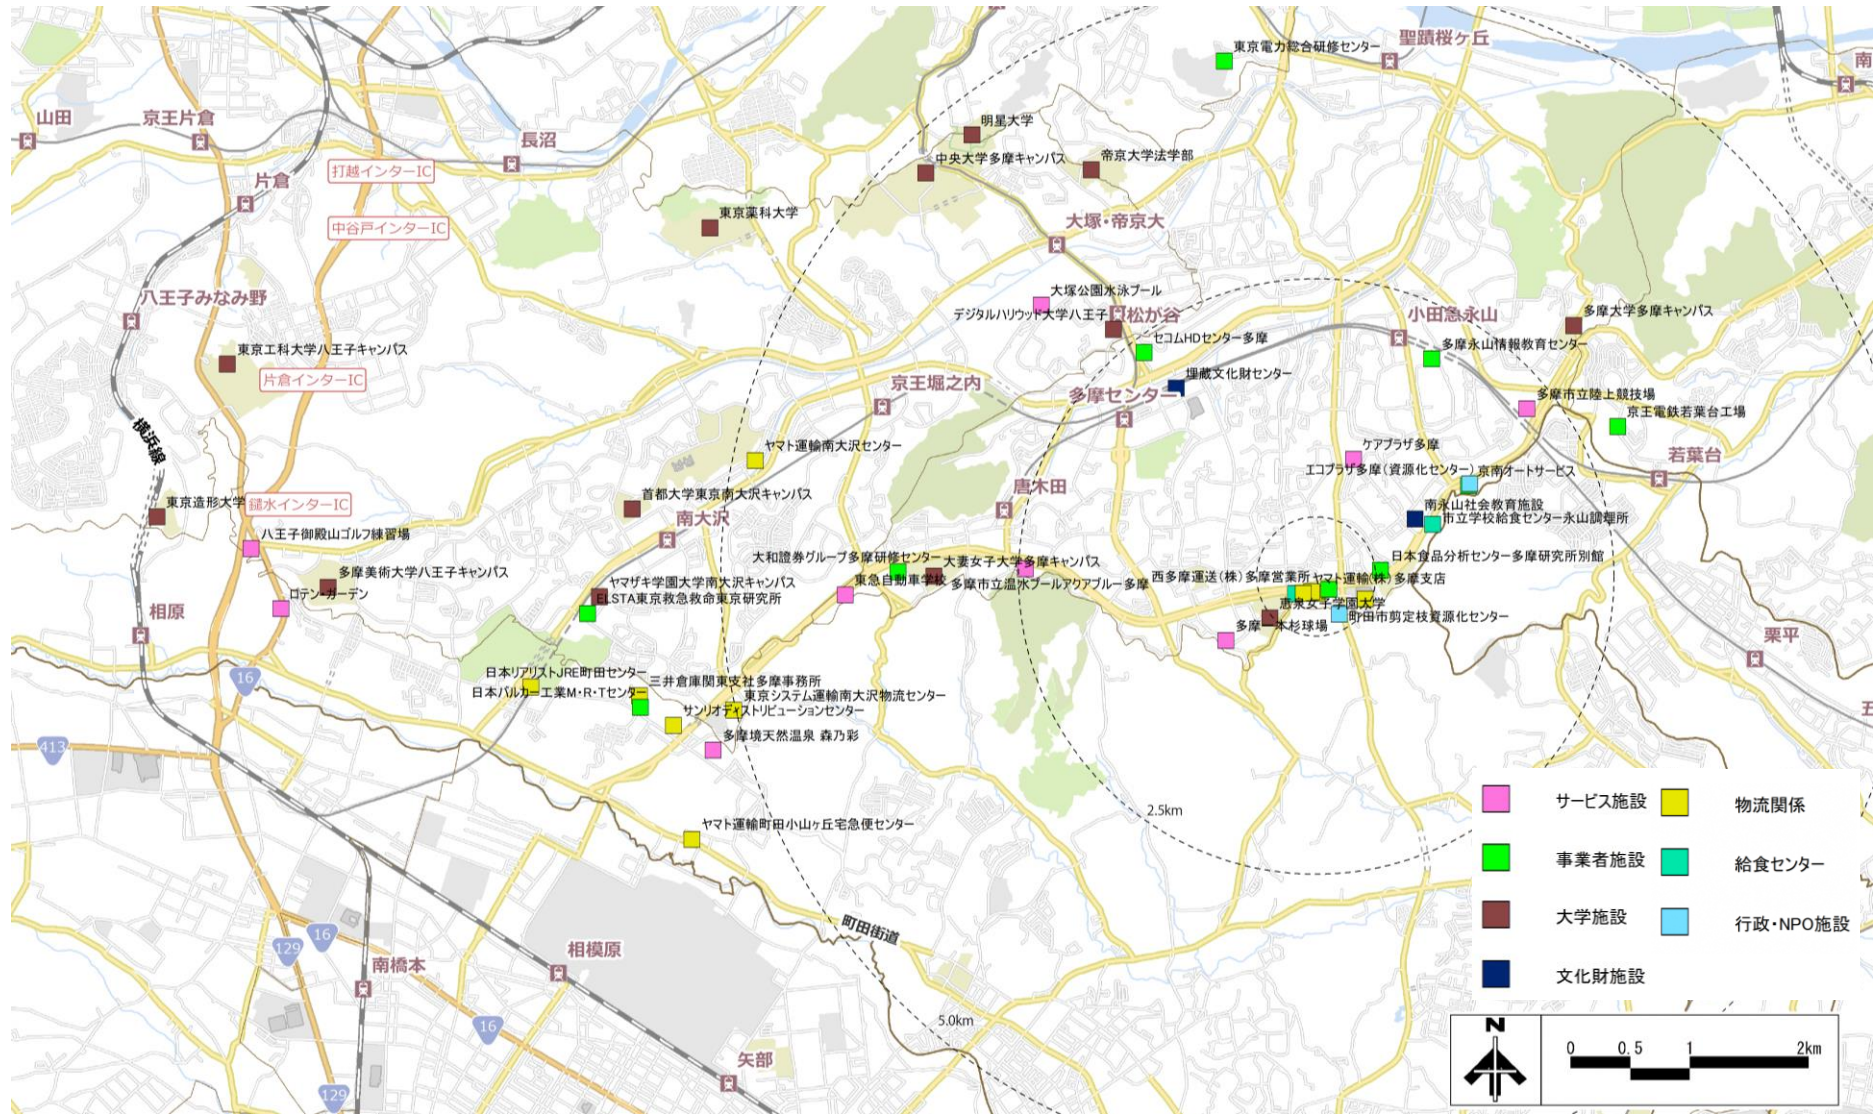 東京電力総合研修センター
聖蹟桜ヶ丘
南
山田
京王片倉
長沼
明星大学
中央大学多摩キャンパス
帝京大学法学部
打越インターIC
片倉
東京薬科大学
中谷戸インターIC
大塚・帝京大
八王子みなみ野
大塚公園水泳プール
デジタルハリウッド大学八王子
松が谷
小田急永山
多摩大学多摩キャンパス
セコムHDセンター多摩
多摩永山情報教育センター
東京工科大学八王子キャンパス
片倉インターIC
京王堀之内
埋蔵文化財センター
多摩センター
多摩市立陸上競技場
京王電鉄若葉台工場
横浜線
ヤマト運輸南大沢センター
ケアプラザ多摩
若葉台
エコプラザ多摩(資源化センター)
京南オートサービス
唐木田
首都大学東京南大沢キャンパス
東京造形大学
鑓水インターIC
南大沢
南永山社会教育施設
市立学校給食センター永山調理所
八王子御殿山ゴルフ練習場
大和證券グループ多摩研修センター
大妻女子大学多摩キャンパス
日本食品分析センター多摩研究所別館
多摩美術大学八王子キャンパス
ヤマザキ学園大学南大沢キャンパス
東急自動車学校
多摩市立温水プールアクアブルー多摩
西多摩運送(株)多摩営業所
ヤマト運輸(株)多摩支店
ゴテン・ガーデン
ELSTA東京救急救命東京研究所
恵泉女子学園大学
相原
多摩一本杉球場
町田市剪定枝資源化センター
栗平
16
日本リアリストJRE町田センター
三井倉庫関東支社多摩事務所
日本パルカー工業M・R・Tセンター
東京システム運輸南大沢物流センター
サンリオディストリビューションセンター
五
多摩境天然温泉 森乃彩
413
2.5km
ヤマト運輸町田小山ヶ丘宅急便センター
サービス施設
物流関係
事業者施設
給食センター
大学施設
行政・NPO施設
文化財施設
町田街道
16
129
相模原
南橋本
5.0km
16
矢部
129
N
0 0.5 1 2km